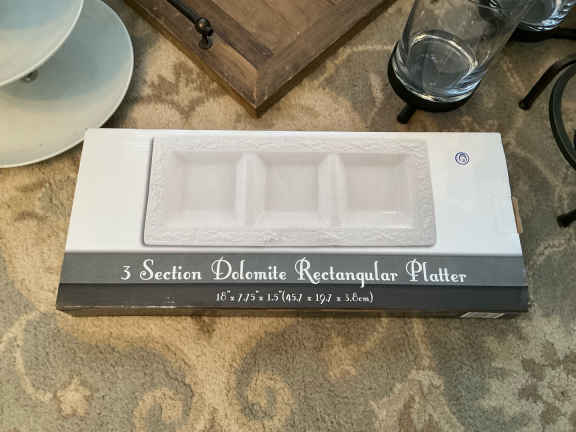 3 Section Dolomite Rectangular Platter
18"x 7.75"x 1.5"(45.7 x 19.7 x 3.8cm)